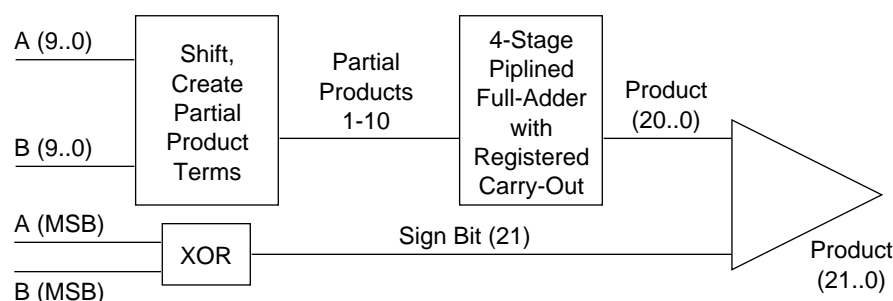 A (9..0)
B (9..0)
Shift,
Create
Partial
Product
Terms
Partial
Products
1-10
4-Stage
Piplined
Full-Adder
with
Registered
Carry-Out
Product
(20..0)
A (MSB)
B (MSB)
XOR
Sign Bit (21)
Product
(21..0)